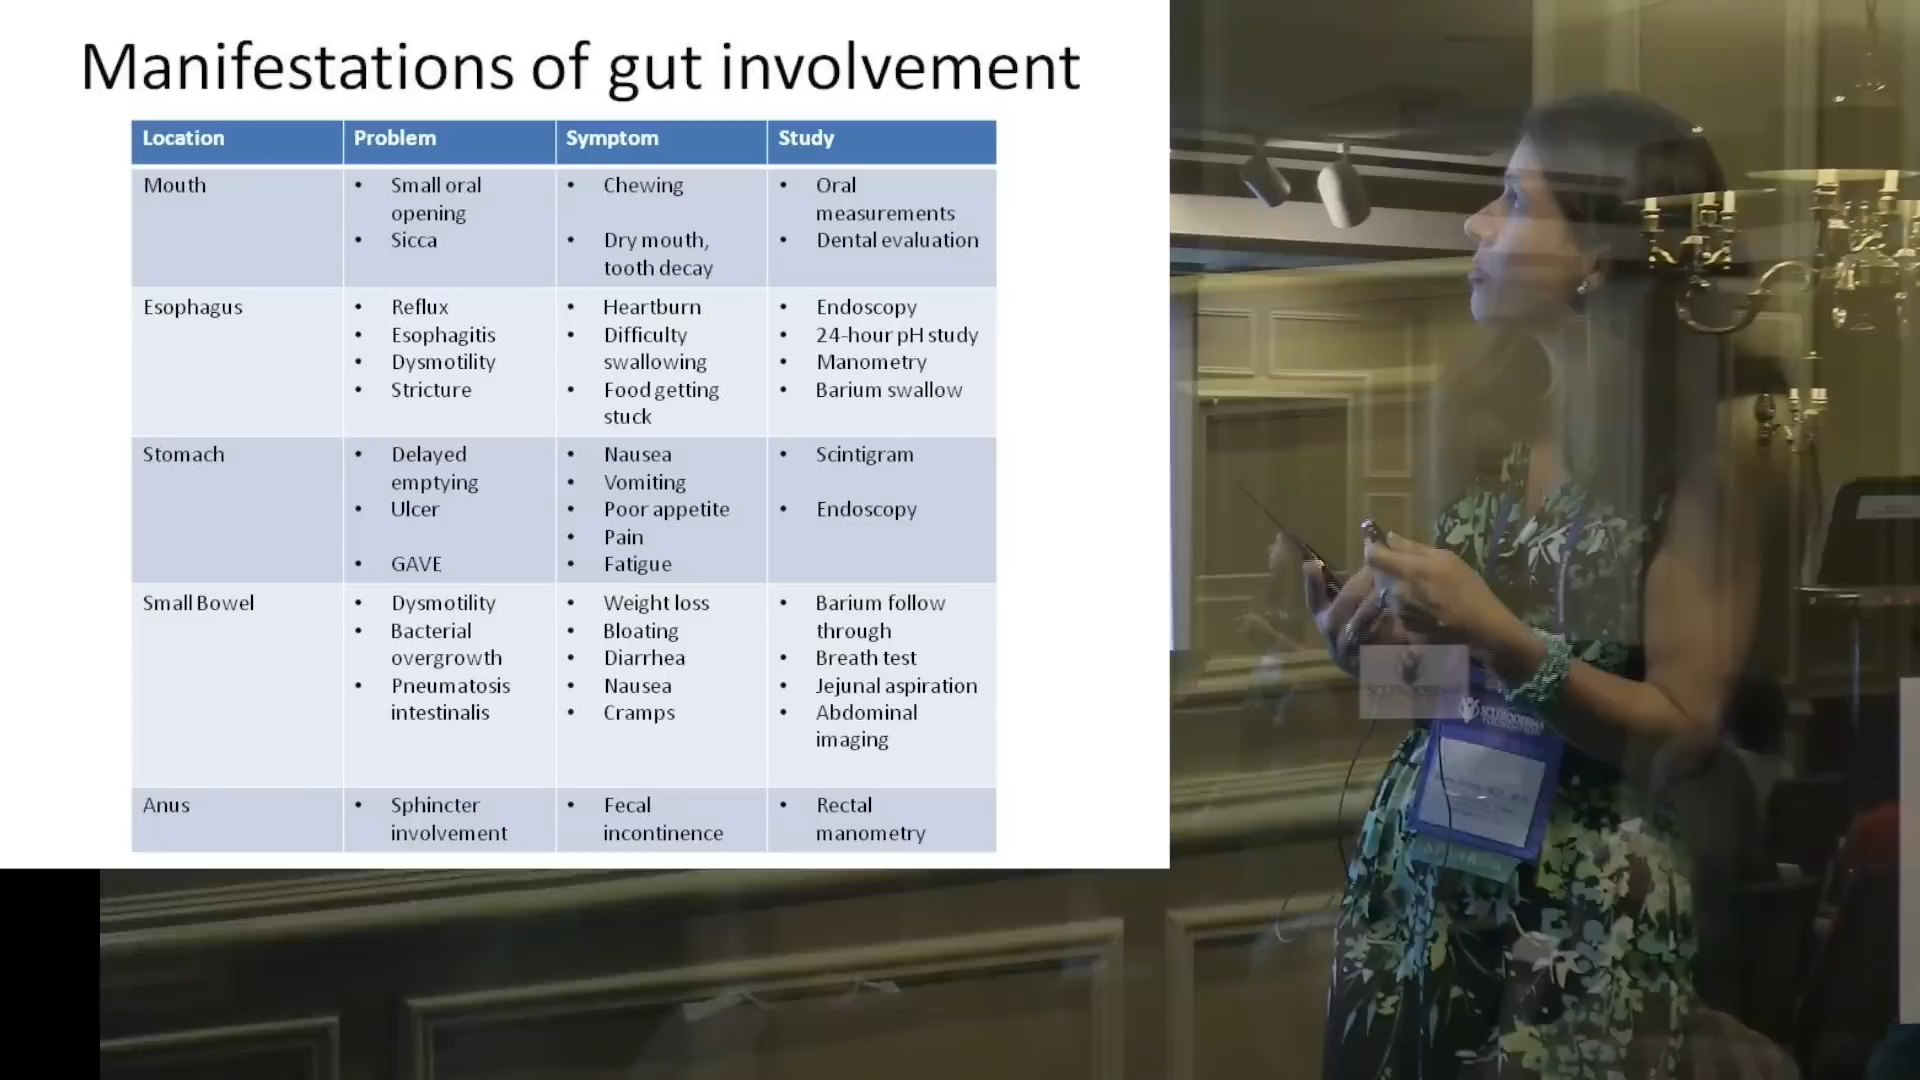 Manifestations of gut involvement
Location Problem Symptom Study
Mouth
• Small oral
opening
• Sicca
• Chewing
• Dry mouth,
tooth decay
• Oral
measurements
• Dental evaluation
Esophagus
• Reflux
• Esophagitis
• Dysmotility
• Stricture
• Heartburn
• Difficulty
swallowing
• Food getting
stuck
• Endoscopy
• 24-hour pH study
• Manometry
• Barium swallow
Stomach
• Delayed
emptying
• Ulcer
• GAVE
• Nausea
• Vomiting
• Poor appetite
• Pain
• Fatigue
• Scintigram
• Endoscopy
Small Bowel
• Dysmotility
• Bacterial
overgrowth
• Pneumatosis
intestinalis
• Weight loss
• Bloating
• Diarrhea
• Nausea
• Cramps
• Barium follow
through
• Breath test
• Jejunal aspiration
• Abdominal
imaging
Anus
• Sphincter
involvement
• Fecal
incontinence
• Rectal
manometry
SCLERODERMA
FOUNDATION